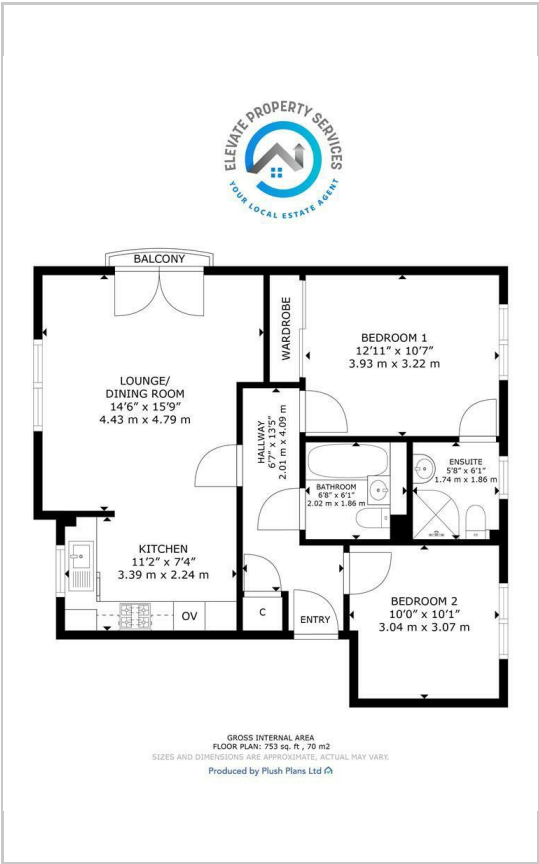 ELEVATE PROPERTY SERVICES
YOUR LOCAL ESTATE AGENT
BALCONY
WARDROBE
BEDROOM 1
12'11" x 10'7"
3.93 m x 3.22 m
LOUNGE/
DINING ROOM
14'6" x 15'9"
4.43 m x 4.79 m
HALLWAY
6'7" x 13'5"
2.01 m x 4.09 m
BATHROOM
6'8" x 6'1"
2.02 m x 1.86 m
ENSUITE
5'8" x 6'1"
1.74 m x 1.86 m
KITCHEN
11'2" x 7'4"
3.39 m x 2.24 m
OV
C
ENTRY
BEDROOM 2
10'0" x 10'1"
3.04 m x 3.07 m
GROSS INTERNAL AREA
FLOOR PLAN: 753 sq. ft , 70 m2
SIZES AND DIMENSIONS ARE APPROXIMATE, ACTUAL MAY VARY.
Produced by Plush Plans Ltd